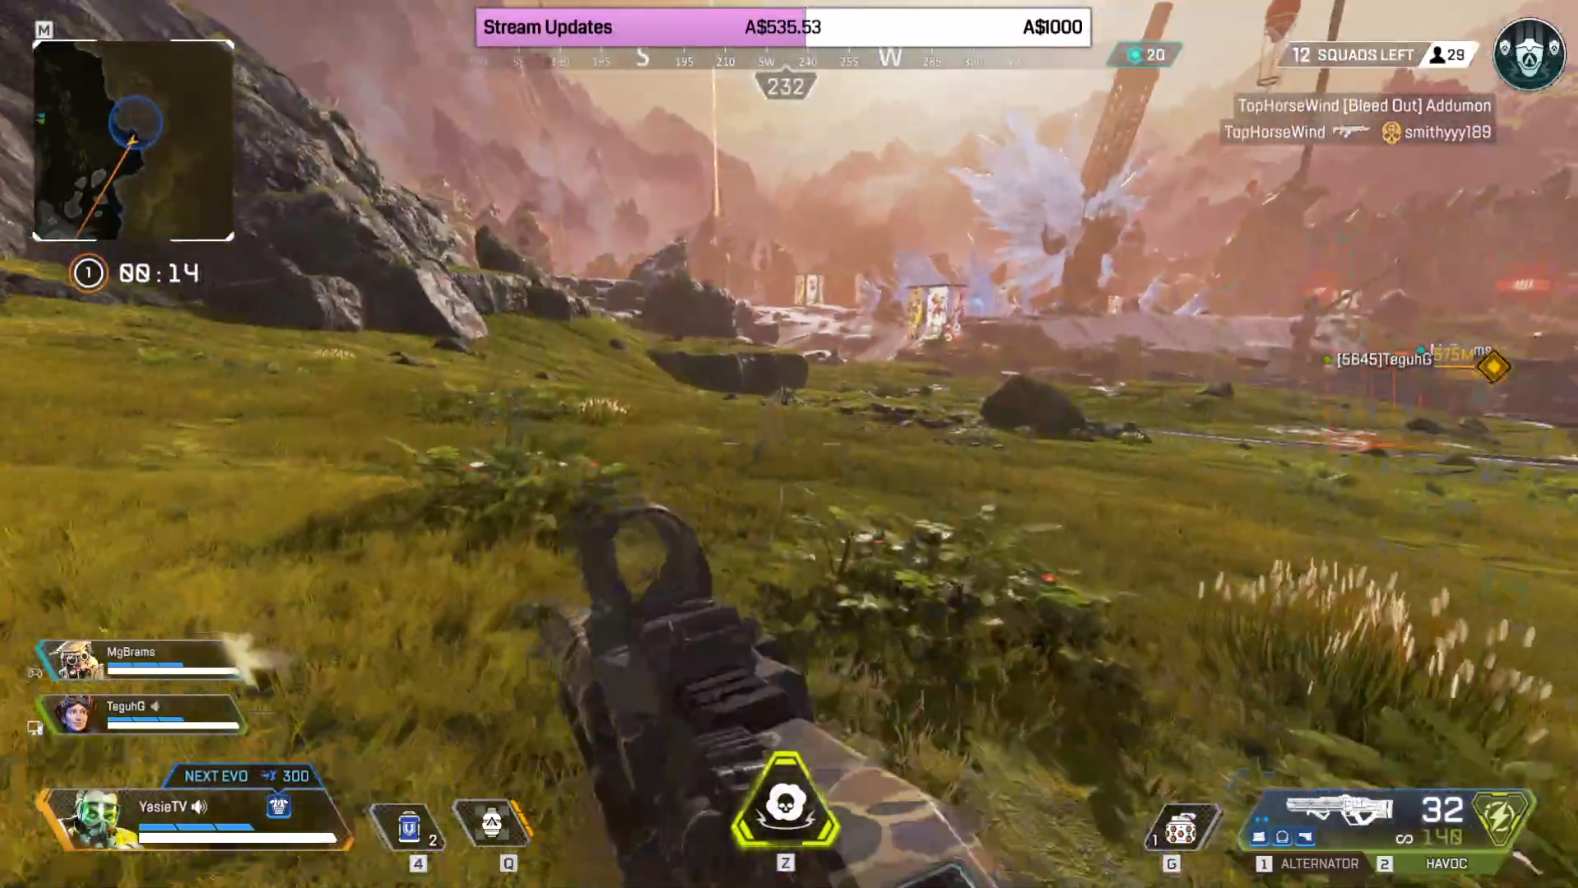 Stream Updates A$535.53 A$1000
M
S 195 210 SW 240 255 W 285
232
20
12 SQUADS LEFT 29
TopHorseWind [Bleed Out] Addumon
TopHorseWind smithyyy189
1 00:14
[5645]TeguhG 575M
MgBrams
TeguhG
NEXT EVO 300
YasieTV
2
4
Q
Z
1
G
32
140
1 ALTERNATOR 2 HAVOC